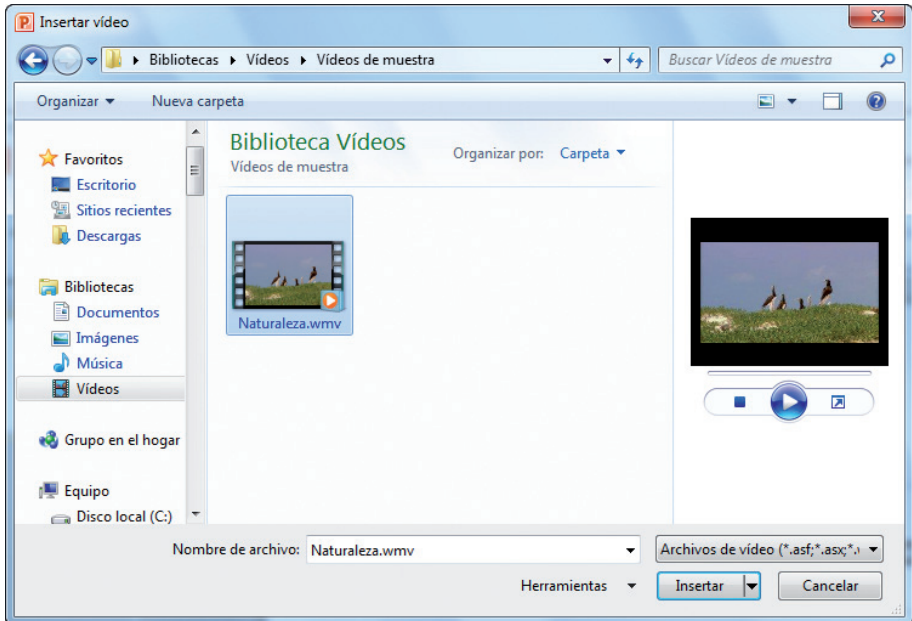 Insertar vídeo
Bibliotecas Vídeos Vídeos de muestra
Buscar Vídeos de muestra
Organizar Nueva carpeta
Favoritos
Escritorio
Sitios recientes
Descargas
Bibliotecas
Documentos
Imágenes
Música
Vídeos
Grupo en el hogar
Equipo
Disco local (C:)
Biblioteca Vídeos
Vídeos de muestra
Organizar por: Carpeta
Naturaleza.wmv
Nombre de archivo: Naturaleza.wmv
Archivos de vídeo (*.asf;*.asx;*.
Herramientas Insertar Cancelar